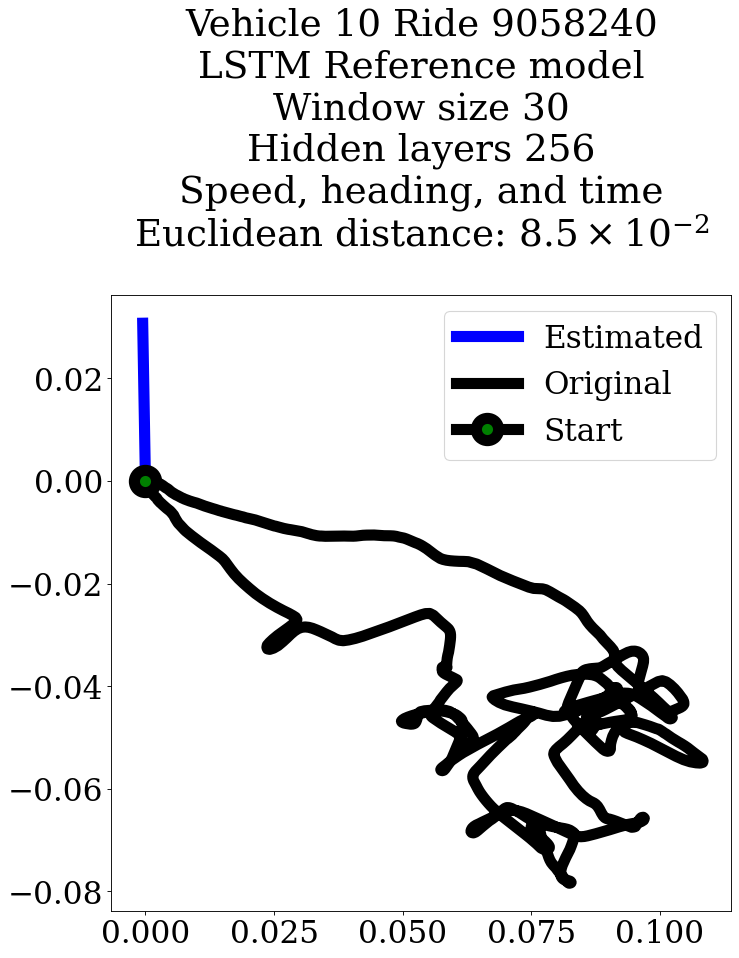 Vehicle 10 Ride 9058240
LSTM Reference model
Window size 30
Hidden layers 256
Speed, heading, and time
Euclidean distance: 8.5 × 10⁻²
Estimated
Original
Start
0.02
0.00
−0.02
−0.04
−0.06
−0.08
0.000 0.025 0.050 0.075 0.100